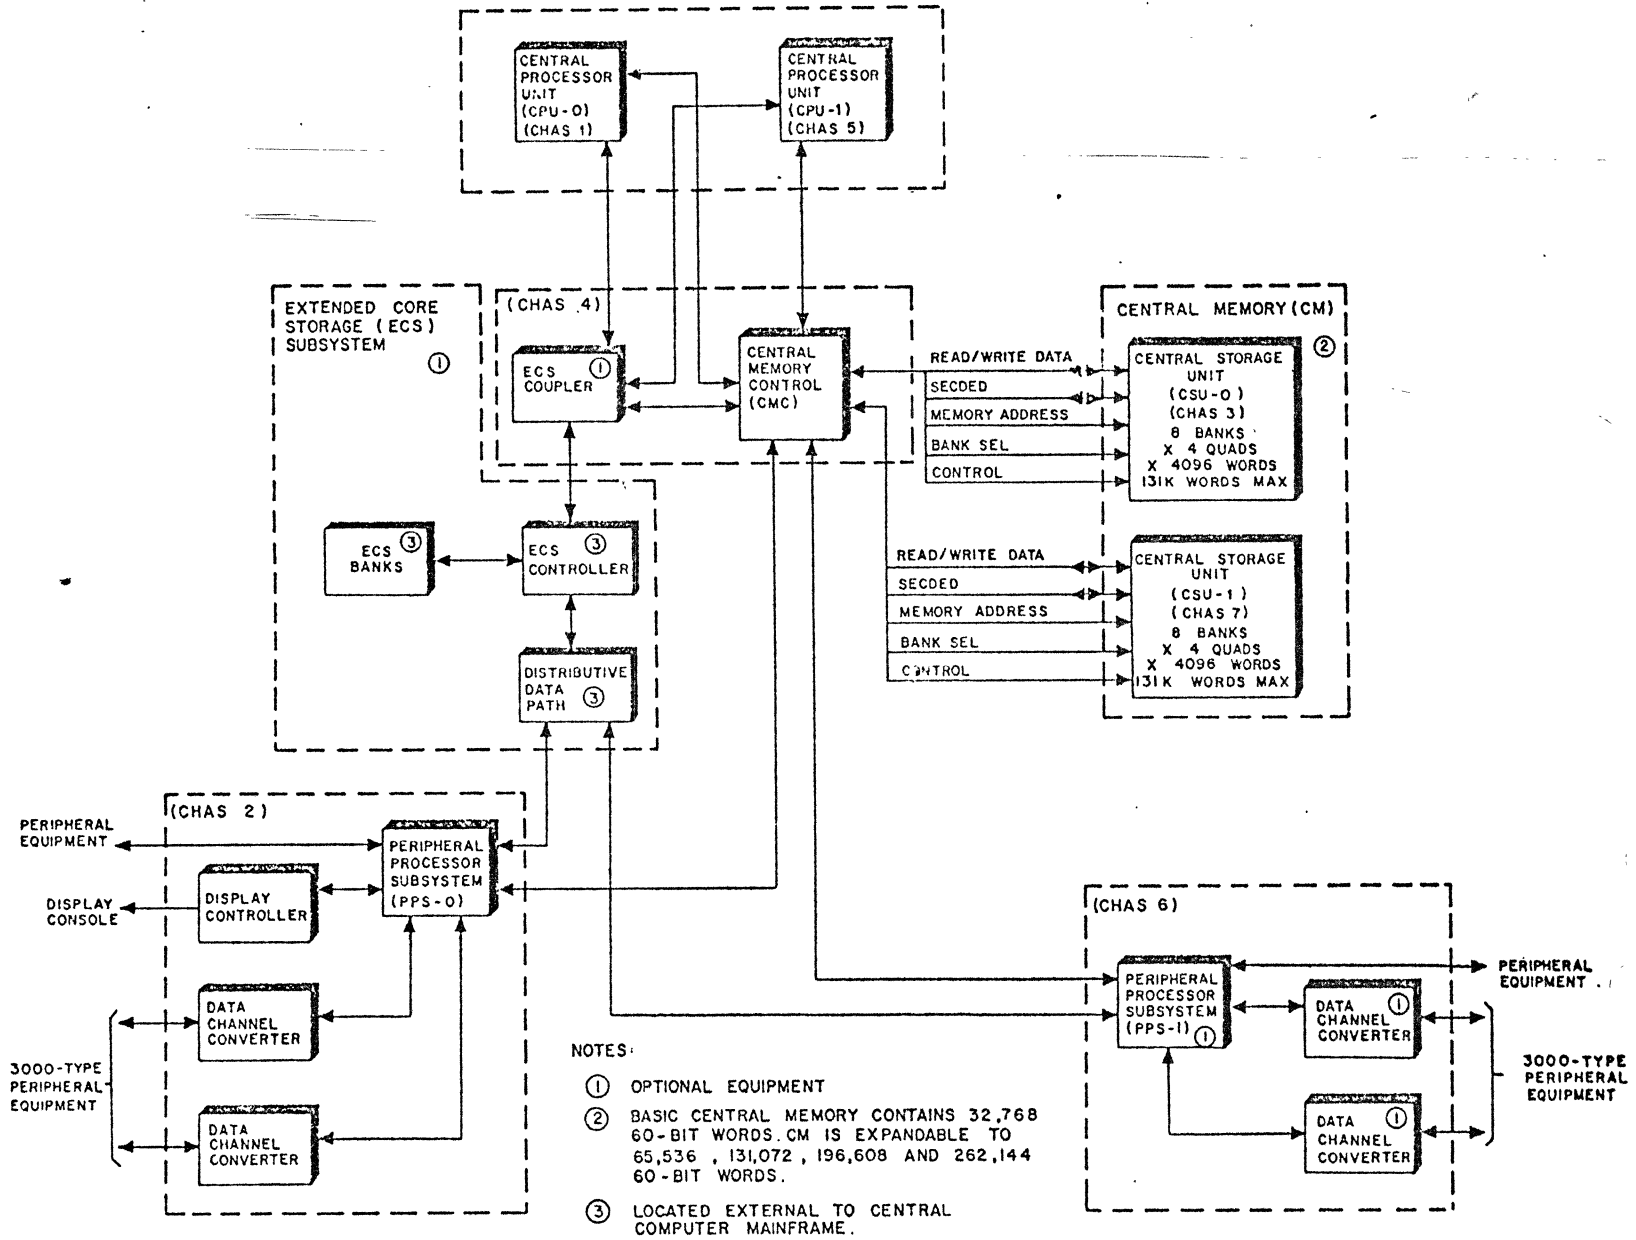 CENTRAL
PROCESSOR
UNIT
(CPU-0)
(CHAS 1)
CENTRAL
PROCESSOR
UNIT
(CPU-1)
(CHAS 5)
EXTENDED CORE
STORAGE (ECS)
SUBSYSTEM
①
(CHAS 4)
ECS ①
COUPLER
CENTRAL
MEMORY
CONTROL
(CMC)
READ/WRITE DATA
SECDED
MEMORY ADDRESS
BANK SEL
CONTROL
CENTRAL MEMORY (CM)
②
CENTRAL STORAGE
UNIT
(CSU-0)
(CHAS 3)
8 BANKS
X 4 QUADS
X 4096 WORDS
131K WORDS MAX
ECS ③
BANKS
ECS ③
CONTROLLER
DISTRIBUTIVE
DATA
PATH ③
READ/WRITE DATA
SECDED
MEMORY ADDRESS
BANK SEL
CONTROL
CENTRAL STORAGE
UNIT
(CSU-1)
(CHAS 7)
8 BANKS
X 4 QUADS
X 4096 WORDS
131K WORDS MAX
(CHAS 2)
PERIPHERAL
EQUIPMENT
PERIPHERAL
PROCESSOR
SUBSYSTEM
(PPS-0)
DISPLAY
CONSOLE
DISPLAY
CONTROLLER
DATA
CHANNEL
CONVERTER
3000-TYPE
PERIPHERAL
EQUIPMENT
DATA
CHANNEL
CONVERTER
(CHAS 6)
PERIPHERAL
PROCESSOR
SUBSYSTEM
(PPS-1) ①
PERIPHERAL
EQUIPMENT
DATA ①
CHANNEL
CONVERTER
3000-TYPE
PERIPHERAL
EQUIPMENT
DATA ①
CHANNEL
CONVERTER
NOTES:
① OPTIONAL EQUIPMENT
② BASIC CENTRAL MEMORY CONTAINS 32,768
60-BIT WORDS. CM IS EXPANDABLE TO
65,536 , 131,072 , 196,608 AND 262,144
60-BIT WORDS.
③ LOCATED EXTERNAL TO CENTRAL
COMPUTER MAINFRAME.